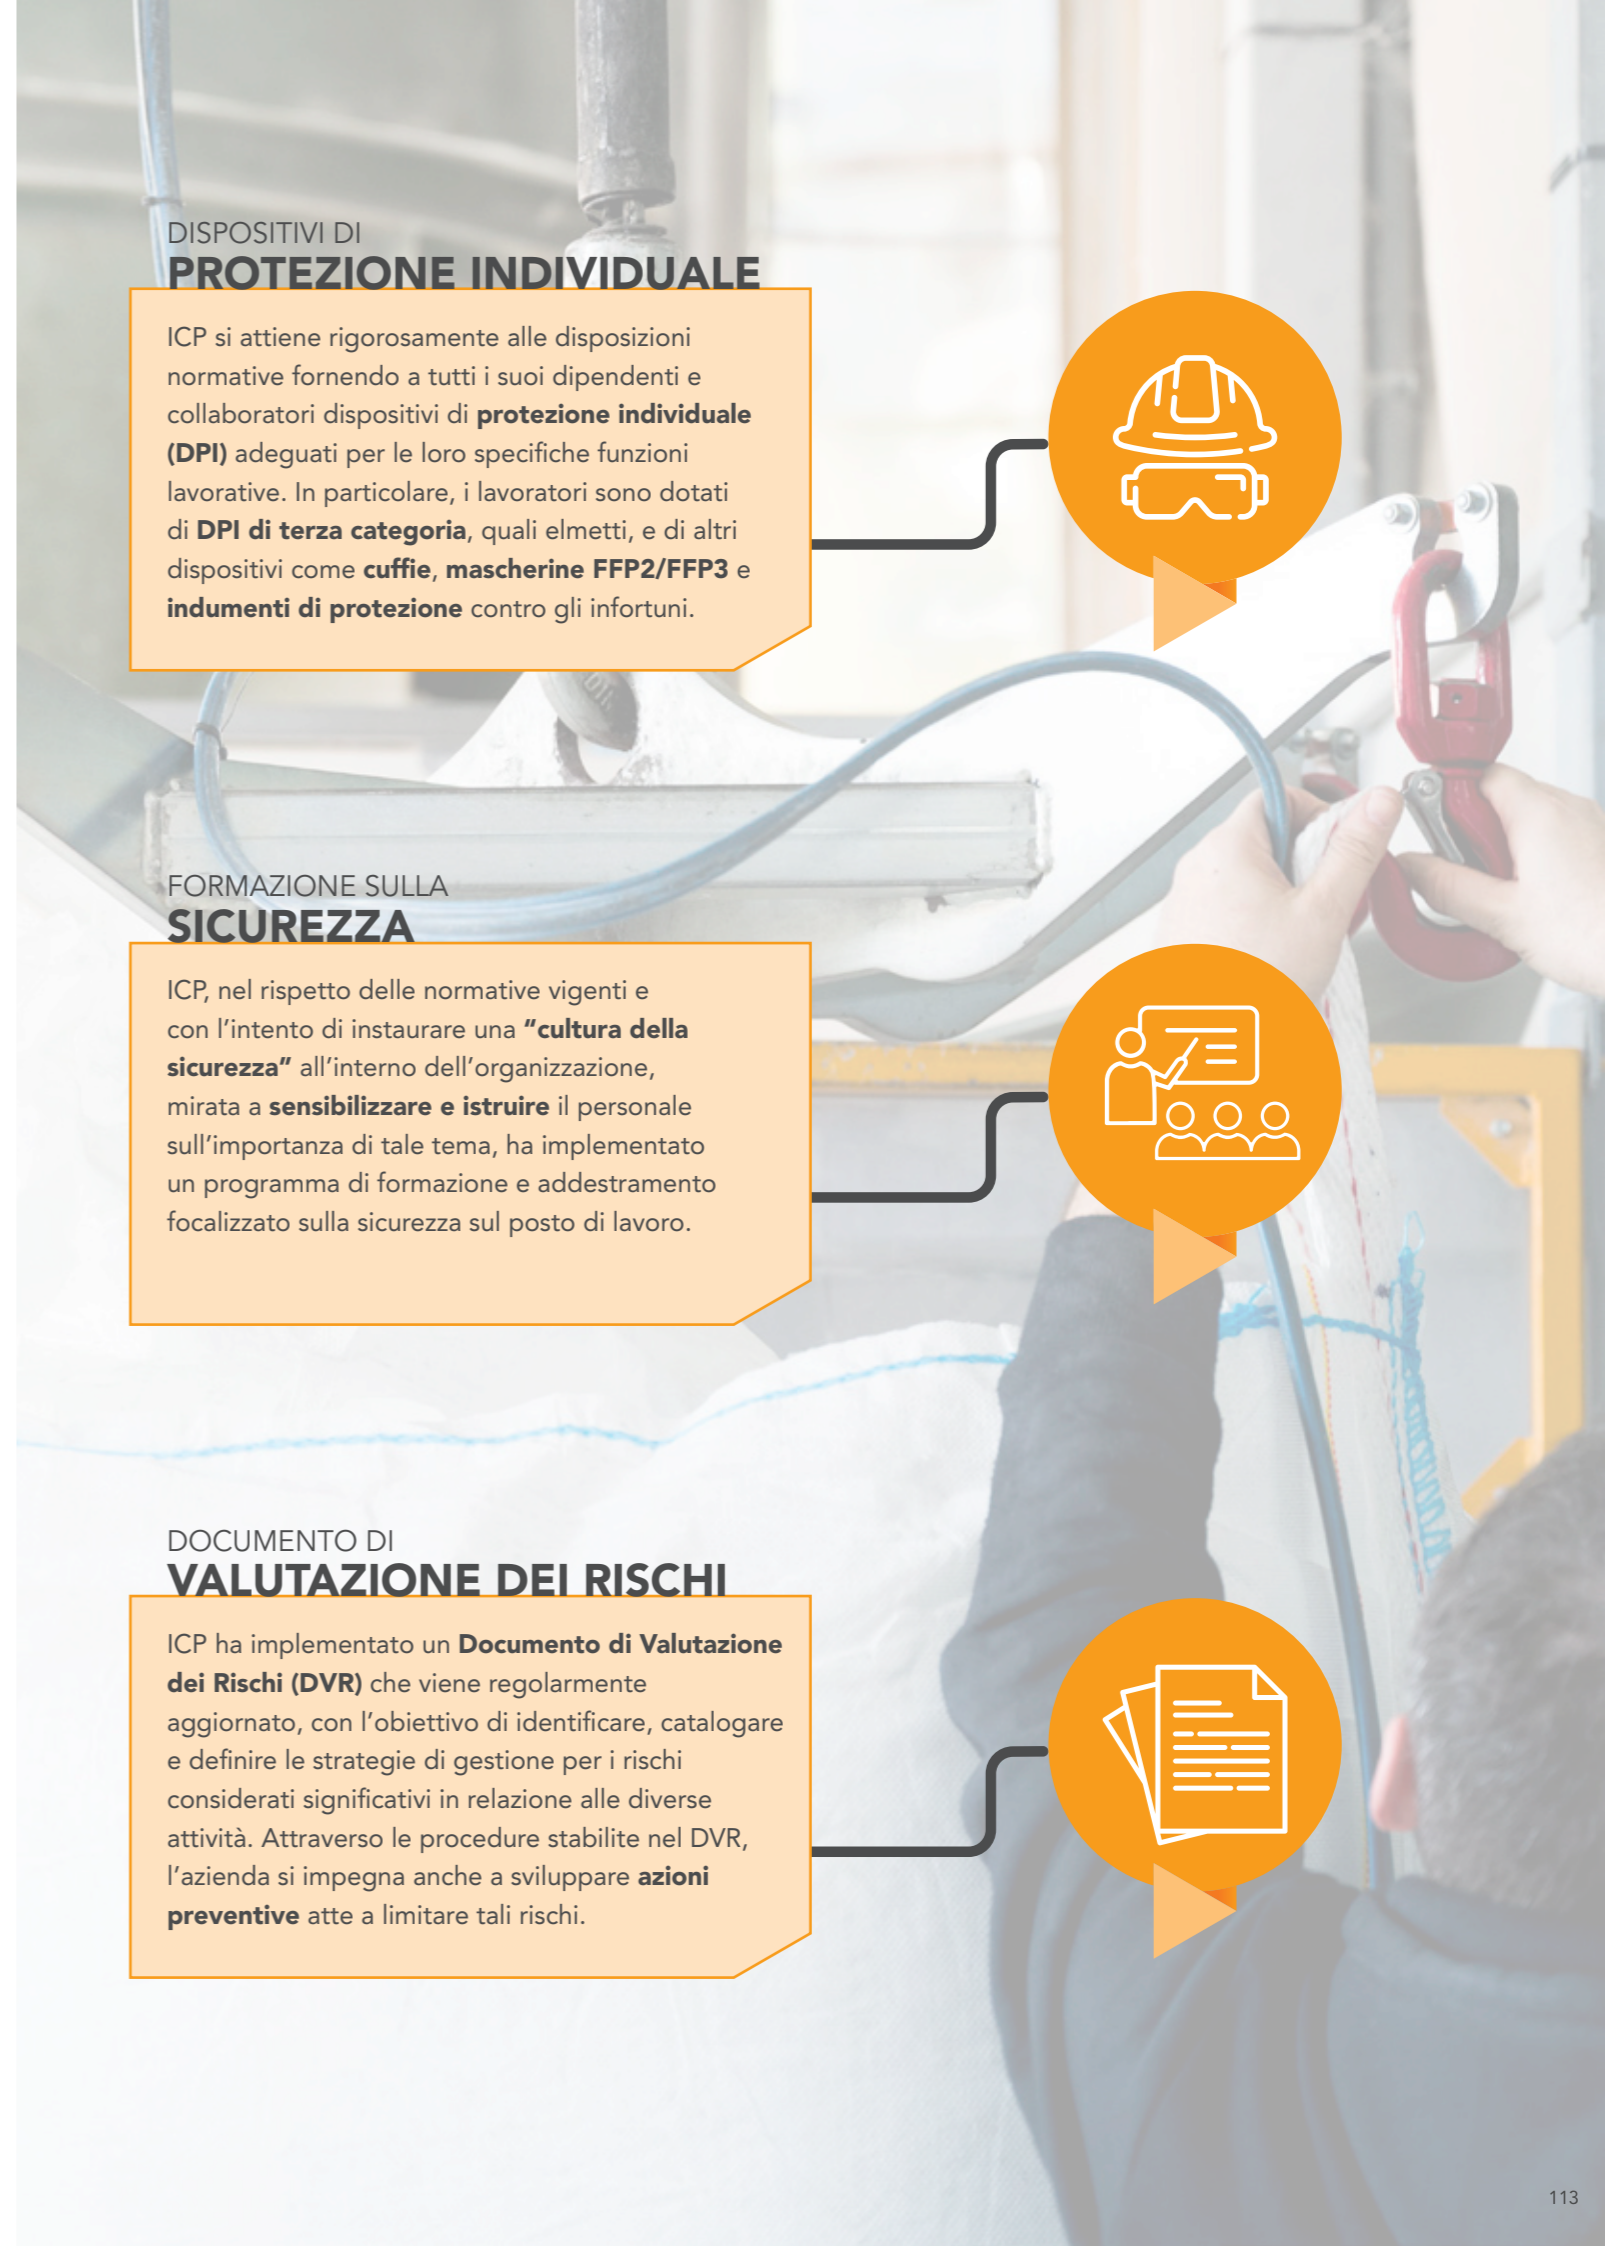 DISPOSITIVI DI
PROTEZIONE INDIVIDUALE
ICP si attiene rigorosamente alle disposizioni
normative fornendo a tutti i suoi dipendenti e
collaboratori dispositivi di protezione individuale
(DPI) adeguati per le loro specifiche funzioni
lavorative. In particolare, i lavoratori sono dotati
di DPI di terza categoria, quali elmetti, e di altri
dispositivi come cuffie, mascherine FFP2/FFP3 e
indumenti di protezione contro gli infortuni.
FORMAZIONE SULLA
SICUREZZA
ICP, nel rispetto delle normative vigenti e
con l'intento di instaurare una "cultura della
sicurezza" all'interno dell'organizzazione,
mirata a sensibilizzare e istruire il personale
sull'importanza di tale tema, ha implementato
un programma di formazione e addestramento
focalizzato sulla sicurezza sul posto di lavoro.
DOCUMENTO DI
VALUTAZIONE DEI RISCHI
ICP ha implementato un Documento di Valutazione
dei Rischi (DVR) che viene regolarmente
aggiornato, con l'obiettivo di identificare, catalogare
e definire le strategie di gestione per i rischi
considerati significativi in relazione alle diverse
attività. Attraverso le procedure stabilite nel DVR,
l'azienda si impegna anche a sviluppare azioni
preventive atte a limitare tali rischi.
113